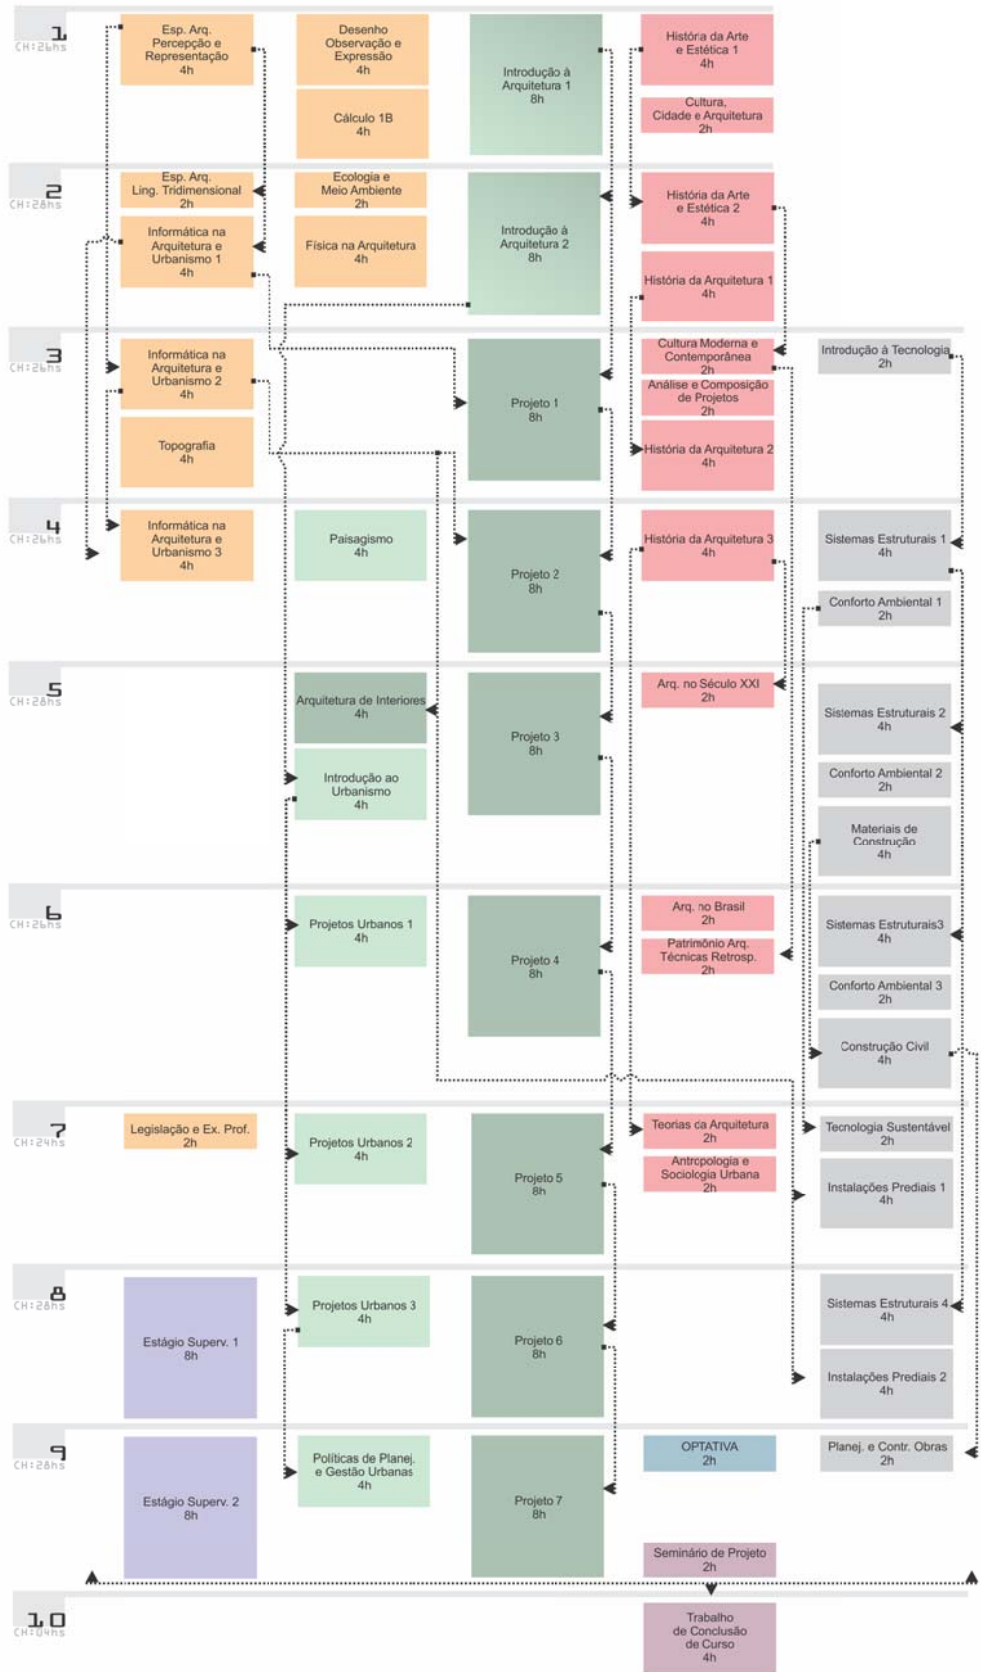 1
CH:26hs
Esp. Arq.
Percepção e
Representação
4h
Desenho
Observação e
Expressão
4h
Cálculo 1B
4h
Introdução à
Arquitetura 1
8h
História da Arte
e Estética 1
4h
Cultura,
Cidade e Arquitetura
2h
2
CH:28hs
Esp. Arq.
Ling. Tridimensional
2h
Informática na
Arquitetura e
Urbanismo 1
4h
Ecologia e
Meio Ambiente
2h
Física na Arquitetura
4h
Introdução à
Arquitetura 2
8h
História da Arte
e Estética 2
4h
História da Arquitetura 1
4h
3
CH:26hs
Informática na
Arquitetura e
Urbanismo 2
4h
Topografia
4h
Projeto 1
8h
Cultura Moderna e
Contemporânea
2h
Análise e Composição
de Projetos
2h
História da Arquitetura 2
4h
Introdução à Tecnologia
2h
4
CH:26hs
Informática na
Arquitetura e
Urbanismo 3
4h
Paisagismo
4h
Projeto 2
8h
História da Arquitetura 3
4h
Sistemas Estruturais 1
4h
Conforto Ambiental 1
2h
5
CH:28hs
Arquitetura de Interiores
4h
Introdução ao
Urbanismo
4h
Projeto 3
8h
Arq. no Século XXI
2h
Sistemas Estruturais 2
4h
Conforto Ambiental 2
2h
Materiais de
Construção
4h
6
CH:26hs
Projetos Urbanos 1
4h
Projeto 4
8h
Arq. no Brasil
2h
Patrimônio Arq.
Técnicas Retrosp.
2h
Sistemas Estruturais3
4h
Conforto Ambiental 3
2h
Construção Civil
4h
7
CH:24hs
Legislação e Ex. Prof.
2h
Projetos Urbanos 2
4h
Projeto 5
8h
Teorias da Arquitetura
2h
Antropologia e
Sociologia Urbana
2h
Tecnologia Sustentável
2h
Instalações Prediais 1
4h
8
CH:28hs
Estágio Superv. 1
8h
Projetos Urbanos 3
4h
Projeto 6
8h
Sistemas Estruturais 4
4h
Instalações Prediais 2
4h
9
CH:28hs
Estágio Superv. 2
8h
Políticas de Planej.
e Gestão Urbanas
4h
Projeto 7
8h
OPTATIVA
2h
Seminário de Projeto
2h
Planej. e Contr. Obras
2h
10
CH:04hs
Trabalho
de Conclusão
de Curso
4h